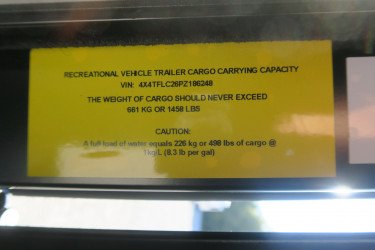 RECREATIONAL VEHICLE TRAILER CARGO CARRYING CAPACITY
VIN: 4X4TFLC26PZ186248
THE WEIGHT OF CARGO SHOULD NEVER EXCEED
661 KG OR 1458 LBS
CAUTION:
A full load of water equals 226 kg or 498 lbs of cargo @
1kg/L (8.3 lb per gal)